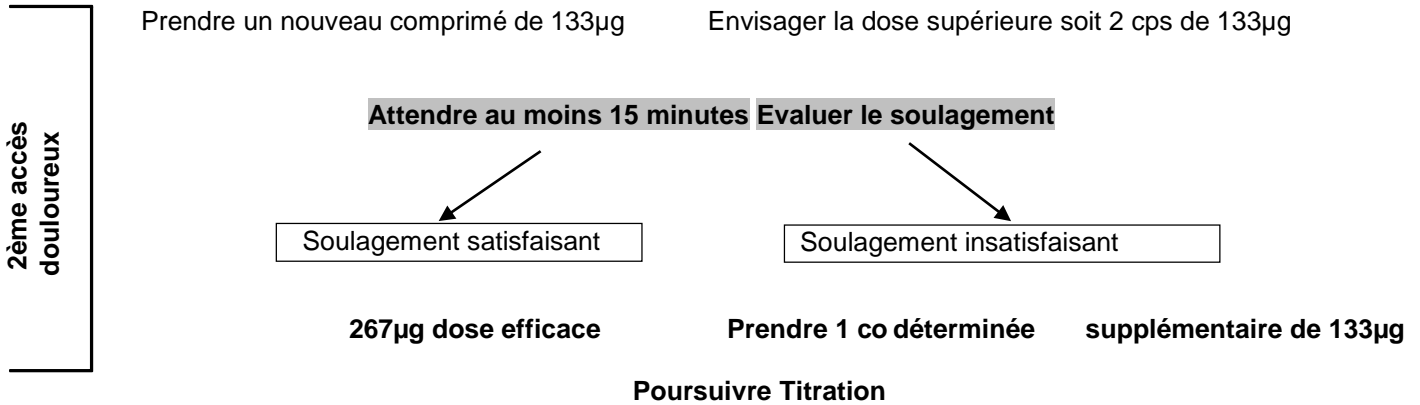 Prendre un nouveau comprimé de 133µg Envisager la dose supérieure soit 2 cps de 133µg
2ème accès
douloureux
Attendre au moins 15 minutes Evaluer le soulagement
Soulagement satisfaisant Soulagement insatisfaisant
267µg dose efficace Prendre 1 co déterminée supplémentaire de 133µg
Poursuivre Titration